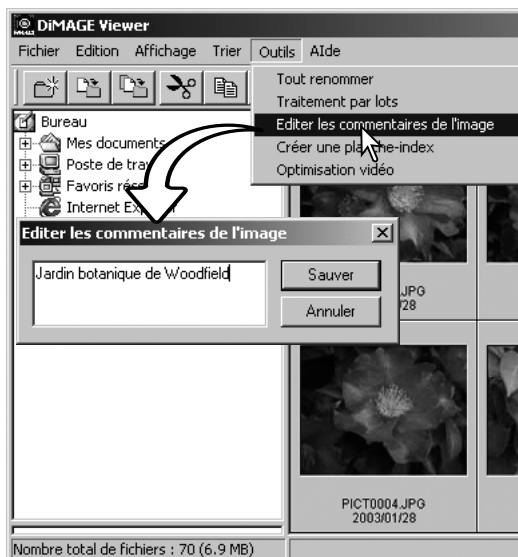 DiMAGE Viewer
Fichier Edition Affichage Trier Outils AIde
Tout renommer
Traitement par lots
Editer les commentaires de l'image
Créer une planche-index
Optimisation vidéo
Bureau
Mes documents
Poste de
Favoris
Internet
Editer les commentaires de l'image
Jardin botanique de Woodfield
Sauver
Annuler
.JPG
/28
PICT0004.JPG
2003/01/28
Nombre total de fichiers : 70 (6.9 MB)